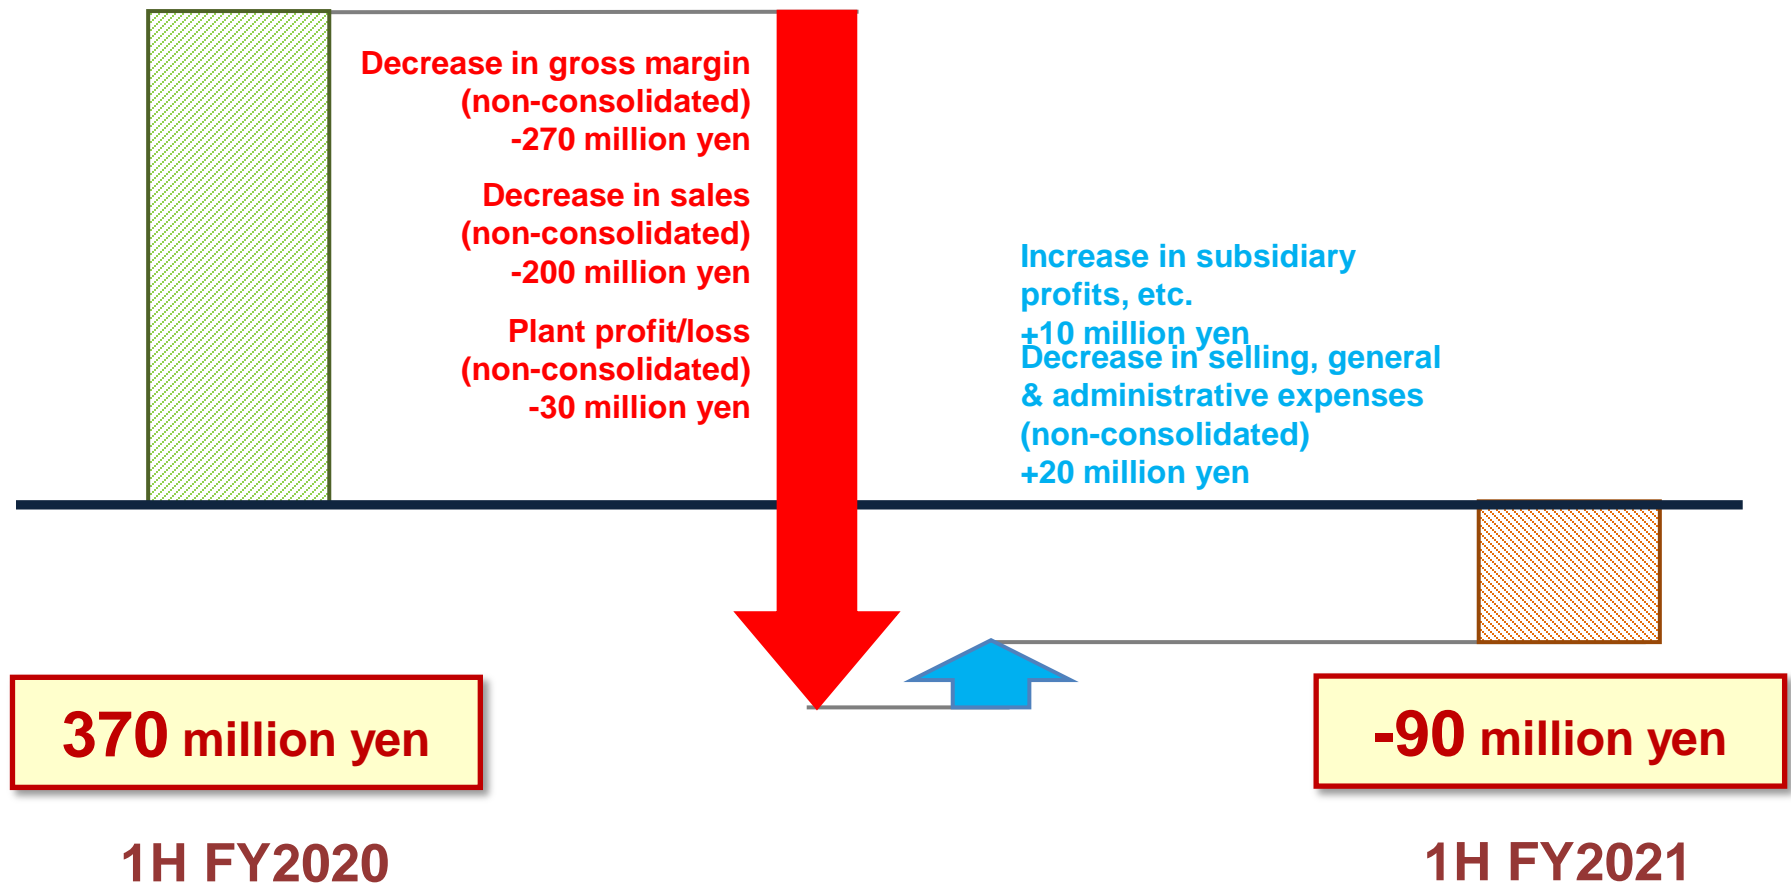 Decrease in gross margin
(non-consolidated)
-270 million yen
Decrease in sales
(non-consolidated)
-200 million yen
Plant profit/loss
(non-consolidated)
-30 million yen
Increase in subsidiary
profits, etc.
+10 million yen
Decrease in selling, general
& administrative expenses
(non-consolidated)
+20 million yen
370 million yen
-90 million yen
1H FY2020
1H FY2021